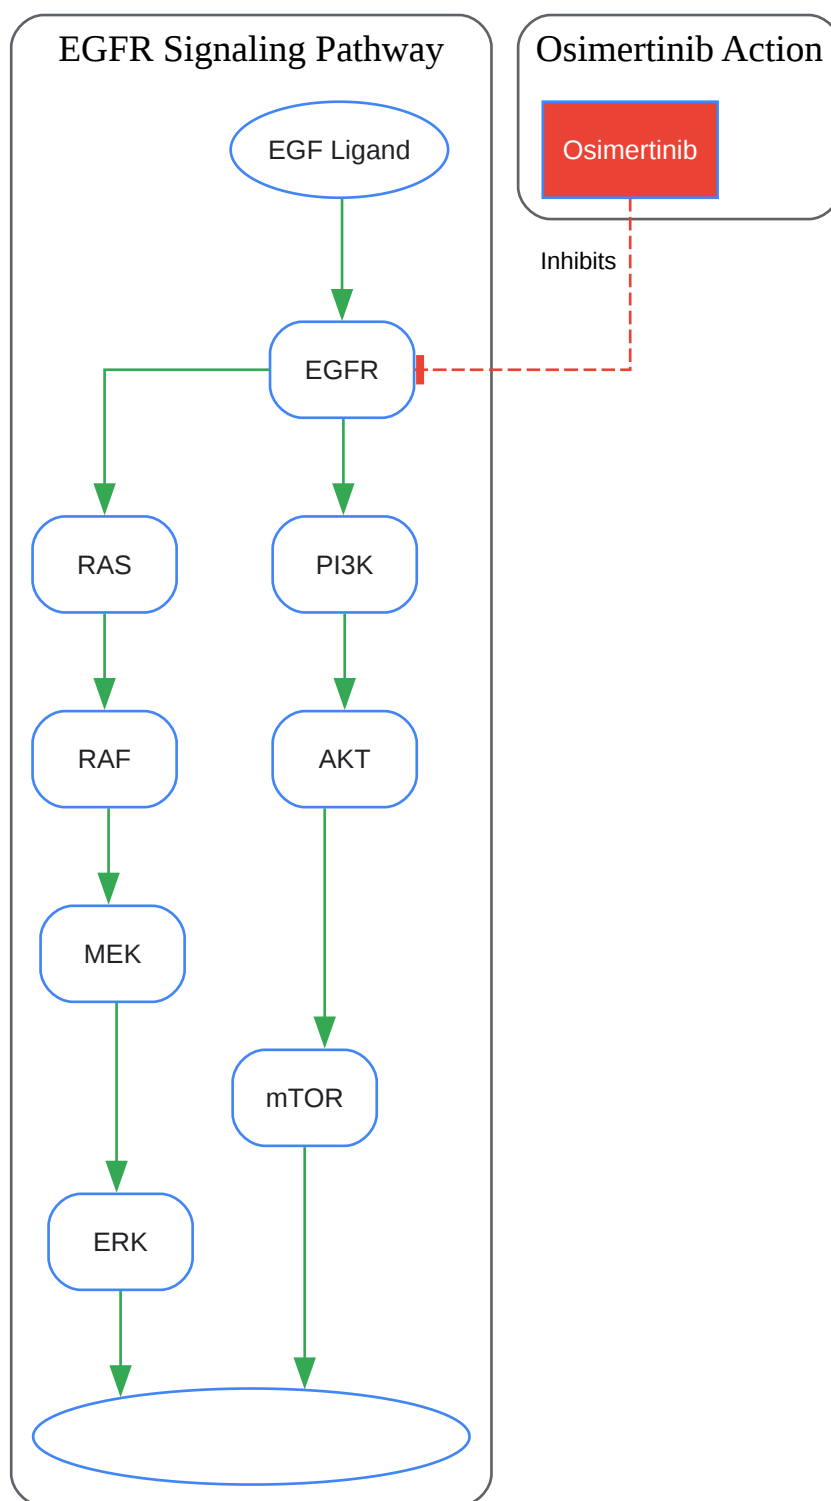 EGFR Signaling Pathway
Osimertinib Action
EGF Ligand
Osimertinib
Inhibits
EGFR
RAS
PI3K
RAF
AKT
MEK
mTOR
ERK